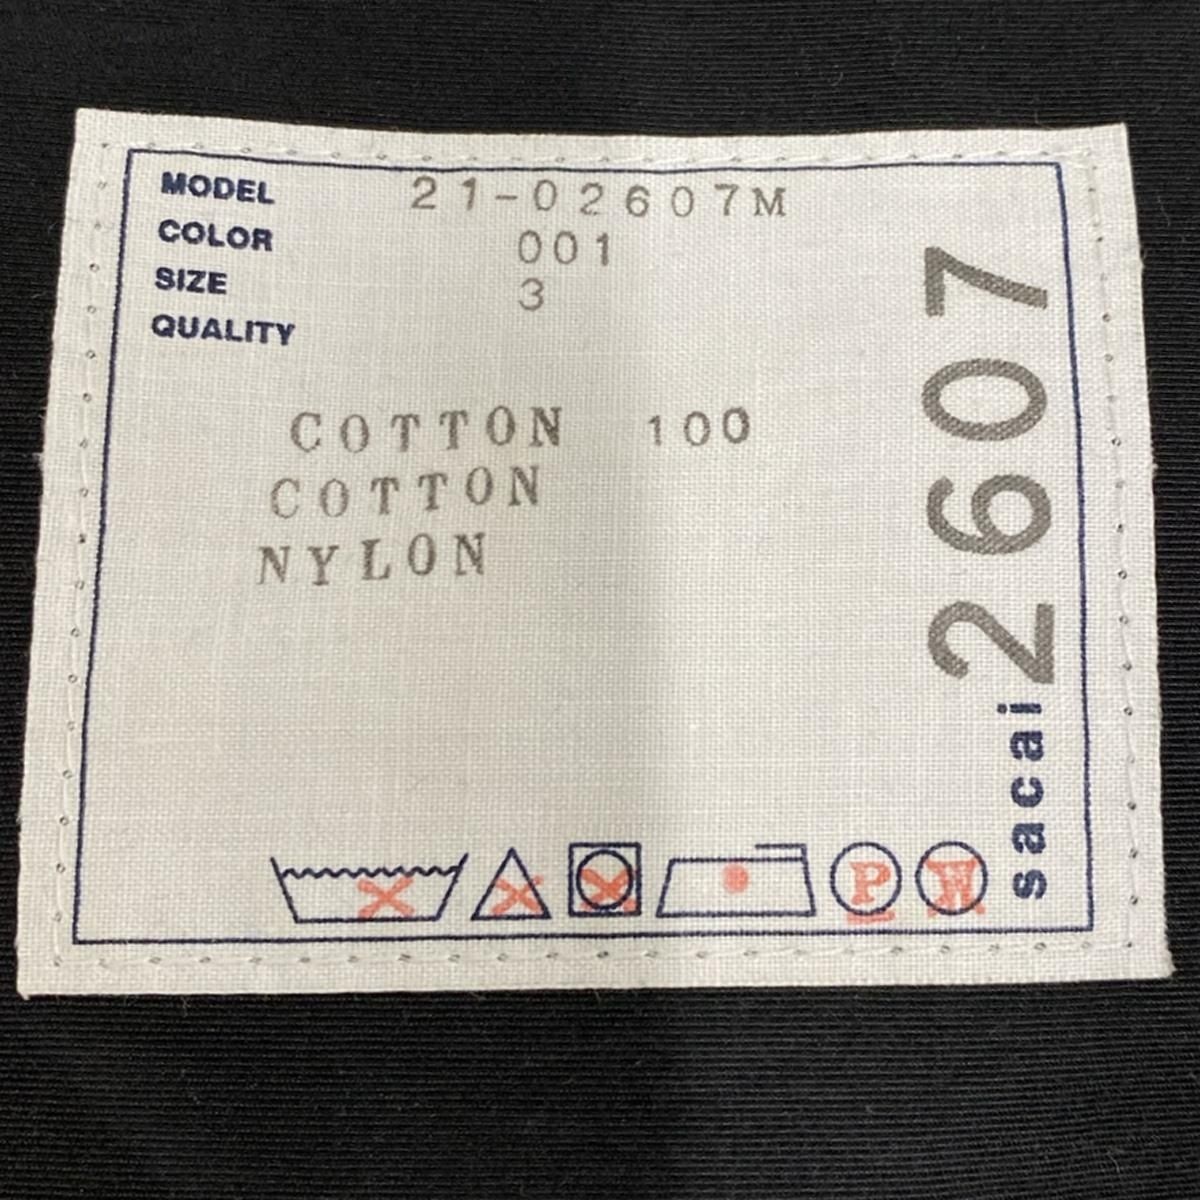 MODEL 21-02607M
COLOR 001
SIZE 3
QUALITY
COTTON 100
COTTON
NYLON
sacai 2607
P
W